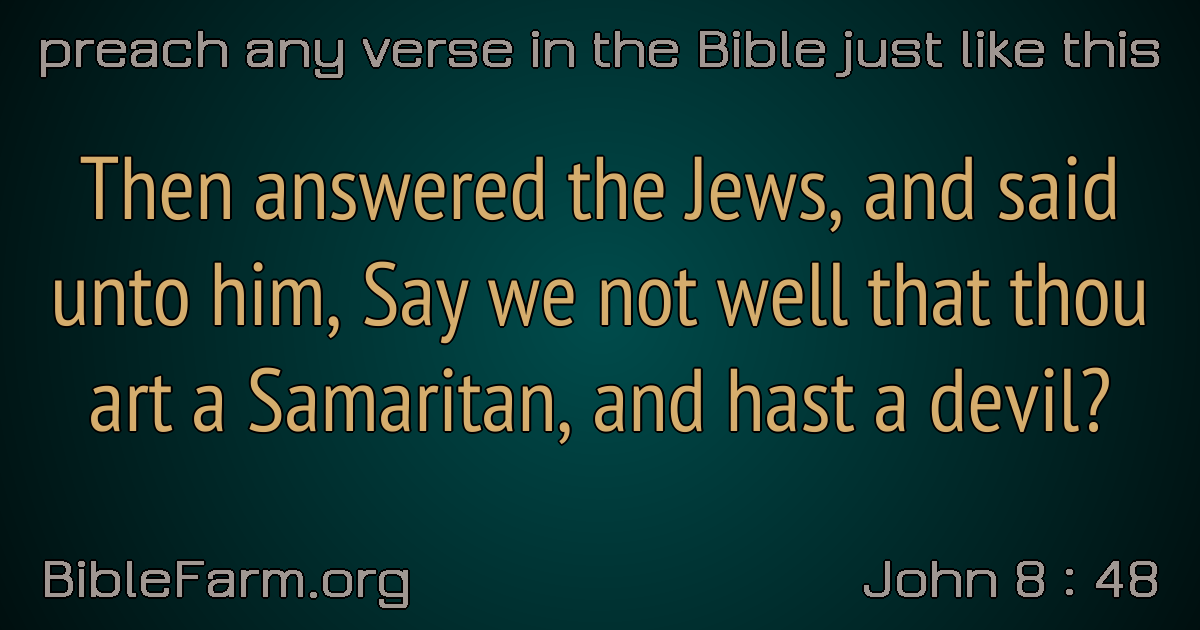 preach any verse in the Bible just like this
Then answered the Jews, and said
unto him, Say we not well that thou
art a Samaritan, and hast a devil?
BibleFarm.org
John 8 : 48